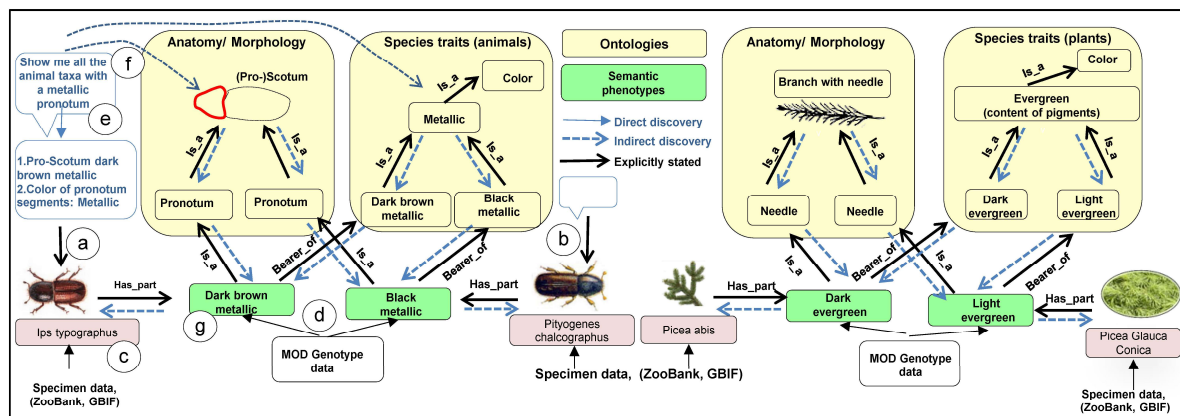 Show me all the
animal taxa with
a metallic
pronotum
f
e
1.Pro-Scotum dark
brown metallic
2.Color of pronotum
segments: Metallic
a
Anatomy/ Morphology
(Pro-)Scotum
Is_a
Is_a
Pronotum
Pronotum
Species traits (animals)
Color
Is_a
Metallic
Is_a
Is_a
Dark brown
metallic
Black
metallic
Ontologies
Semantic
phenotypes
Direct discovery
Indirect discovery
Explicitly stated
b
Is_a
Bearer_of
Is_a
Bearer_of
Has_part
Dark brown
metallic
g
d
Black
metallic
Has_part
Ips typographus
c
MOD Genotype
data
Pityogenes
chalcographus
Specimen data,
(ZooBank, GBIF)
Specimen data, (ZooBank, GBIF)
Anatomy/ Morphology
Branch with needle
Is_a
Is_a
Needle
Needle
Species traits (plants)
Color
Is_a
Evergreen
(content of pigments)
Is_a
Is_a
Dark
evergreen
Light
evergreen
Is_a
Bearer_of
Is_a
Bearer_of
Has_part
Dark
evergreen
Light
evergreen
Has_part
Picea abis
MOD Genotype
data
Picea Glauca
Conica
Specimen data,
(ZooBank, GBIF)